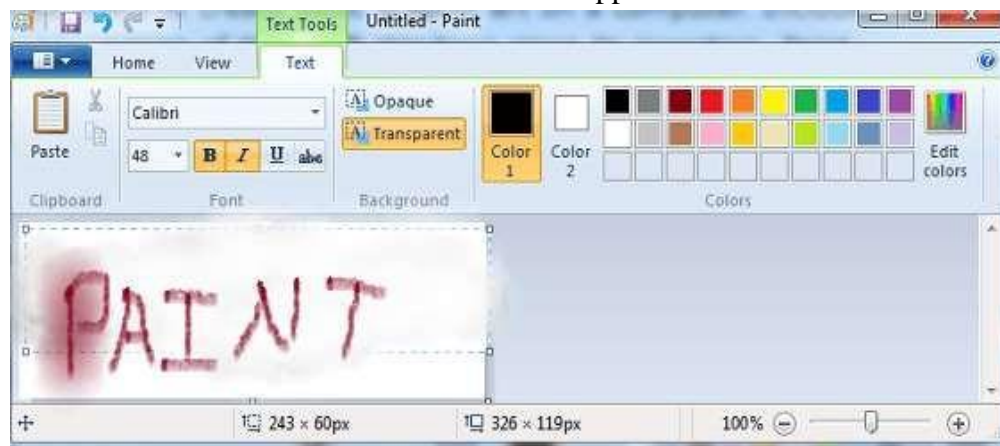 Text Tools Untitled - Paint
Home View Text
Paste Calibri Opaque
48 B I U abc Transparent Color 1 Color 2 Edit colors
Clipboard Font Background Colors
PAINT
243 × 60px 326 × 119px 100%